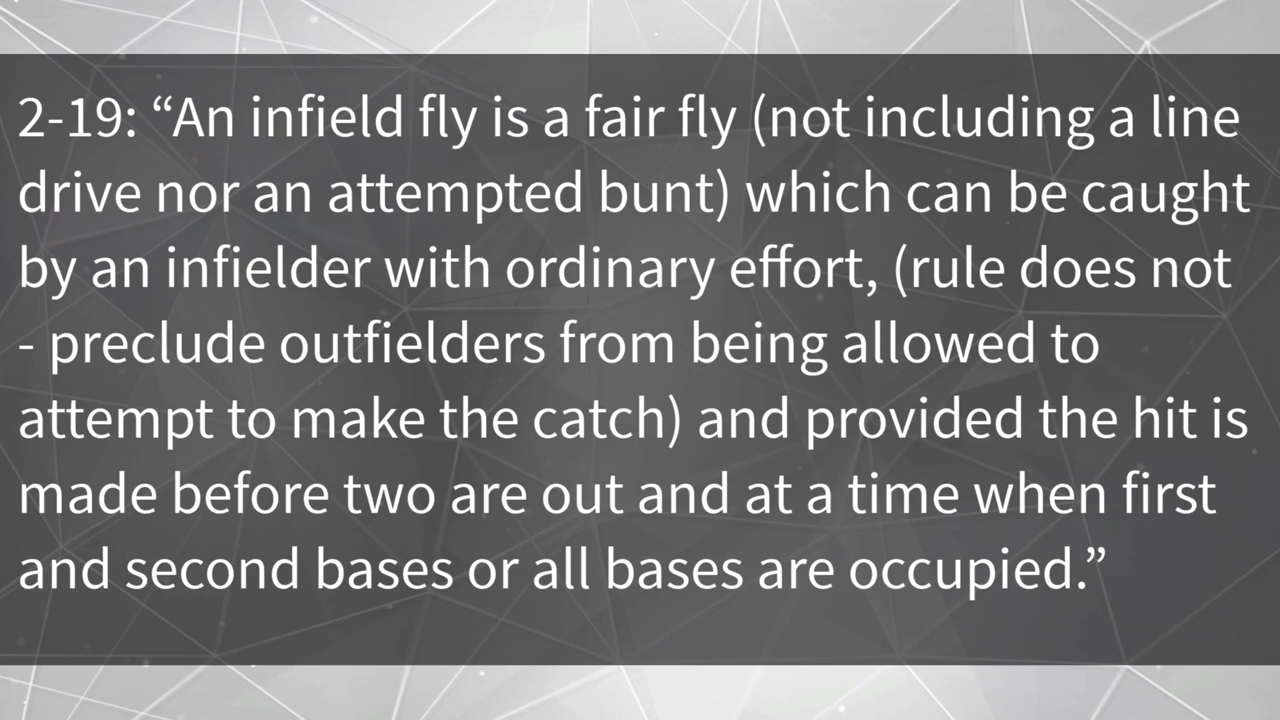 2-19: “An infield fly is a fair fly (not including a line
drive nor an attempted bunt) which can be caught
by an infielder with ordinary effort, (rule does not
- preclude outfielders from being allowed to
attempt to make the catch) and provided the hit is
made before two are out and at a time when first
and second bases or all bases are occupied.”